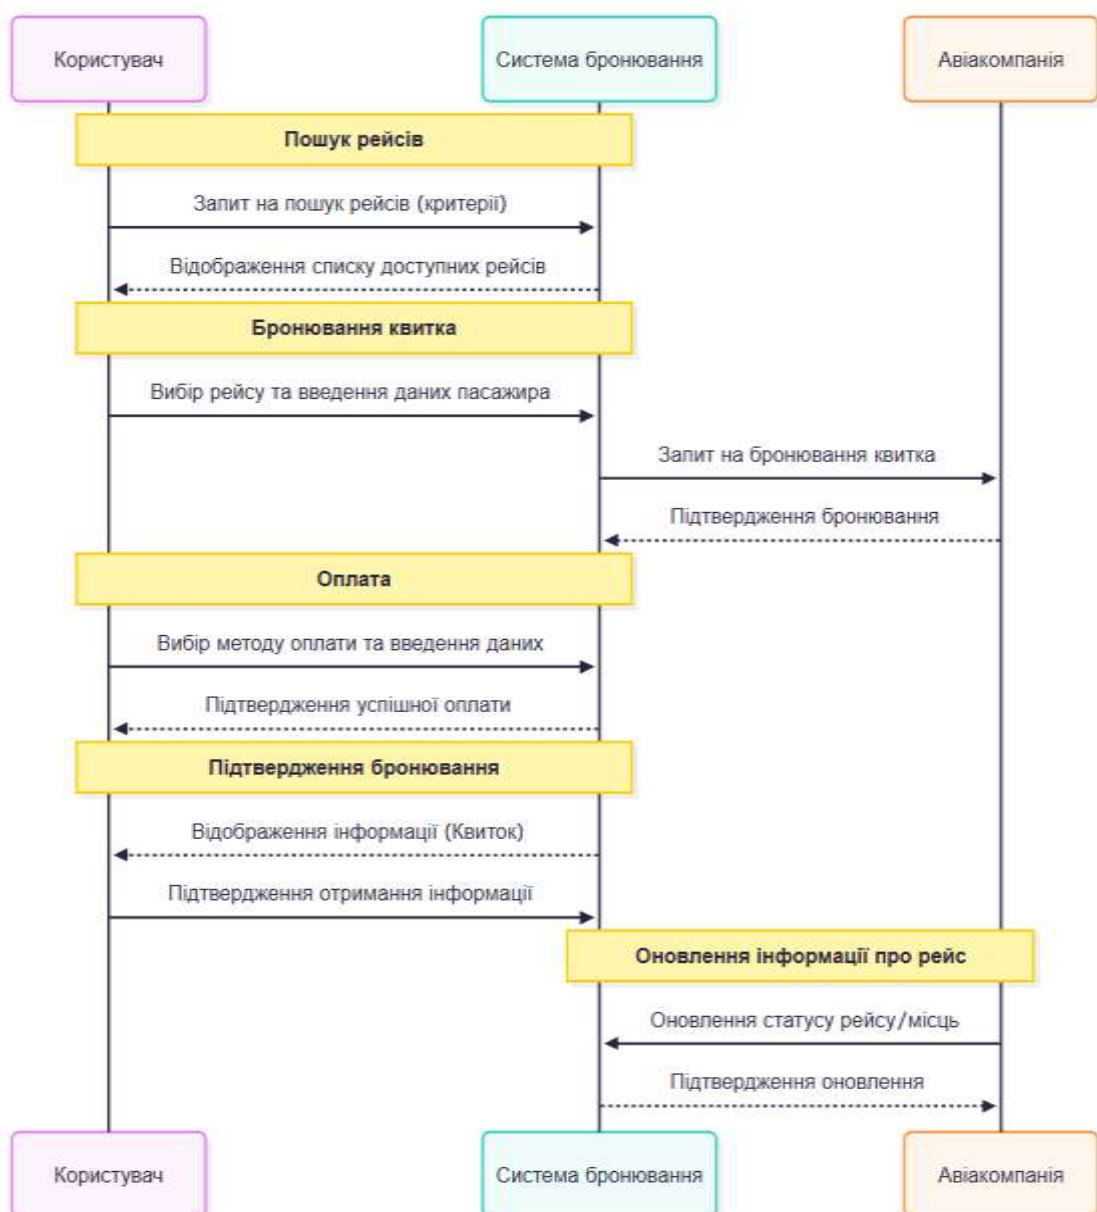 Користувач
Система бронювання
Авіакомпанія
Пошук рейсів
Запит на пошук рейсів (критерії)
Відображення списку доступних рейсів
Бронювання квитка
Вибір рейсу та введення даних пасажира
Запит на бронювання квитка
Підтвердження бронювання
Оплата
Вибір методу оплати та введення даних
Підтвердження успішної оплати
Підтвердження бронювання
Відображення інформації (Квиток)
Підтвердження отримання інформації
Оновлення інформації про рейс
Оновлення статусу рейсу/місць
Підтвердження оновлення
Користувач
Система бронювання
Авіакомпанія